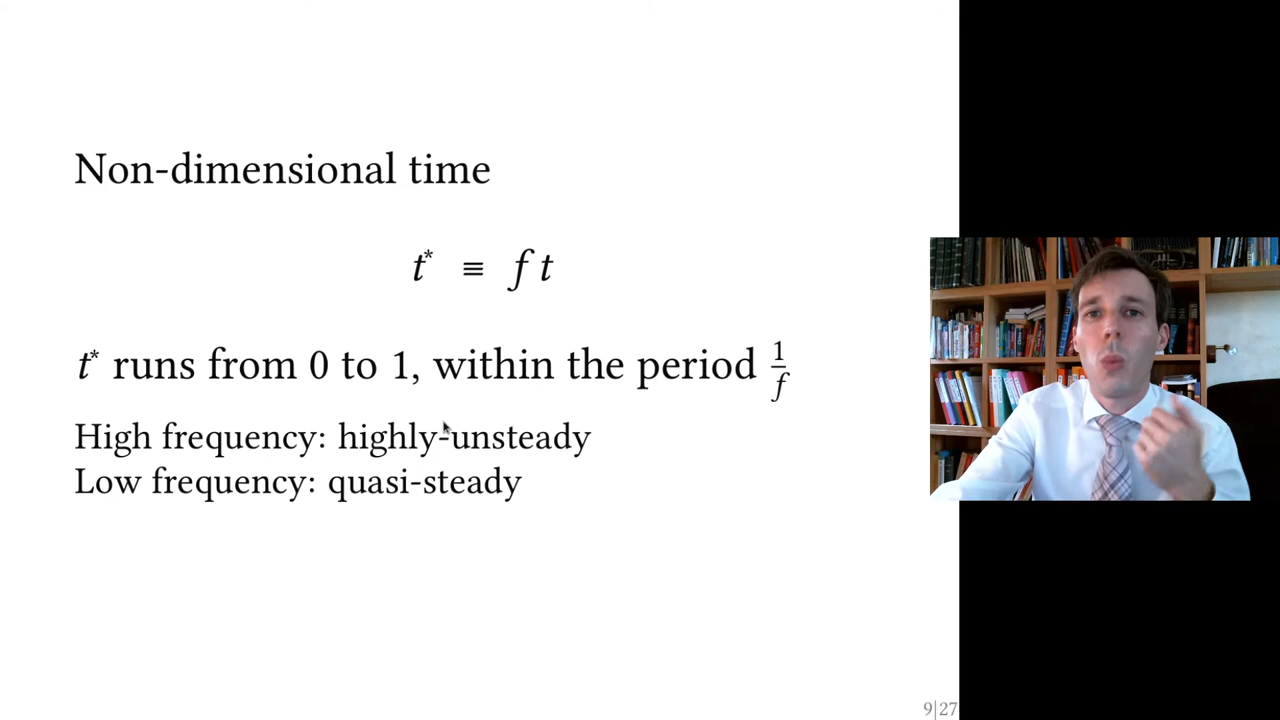 Non-dimensional time
t* ≡ f t
t* runs from 0 to 1, within the period 1/f
High frequency: highly-unsteady
Low frequency: quasi-steady
9|27